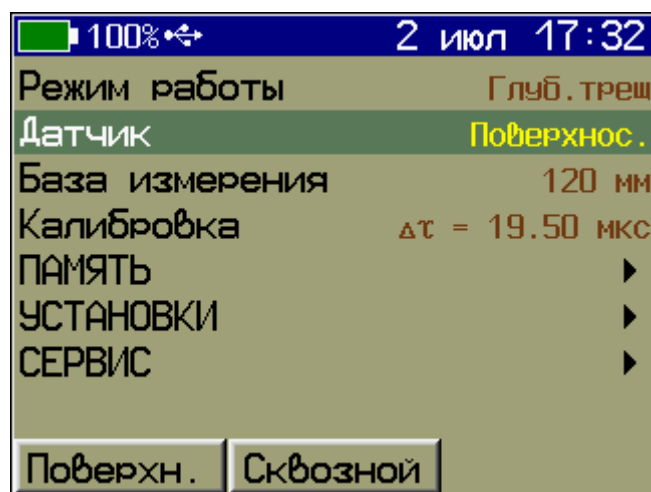 100% 2 июл 17:32
Режим работы Глуб.трещ
Датчик Поверхнос.
База измерения 120 мм
Калибровка Δτ = 19.50 мкс
ПАМЯТЬ
УСТАНОВКИ
СЕРВИС
Поверхн. Сквозной